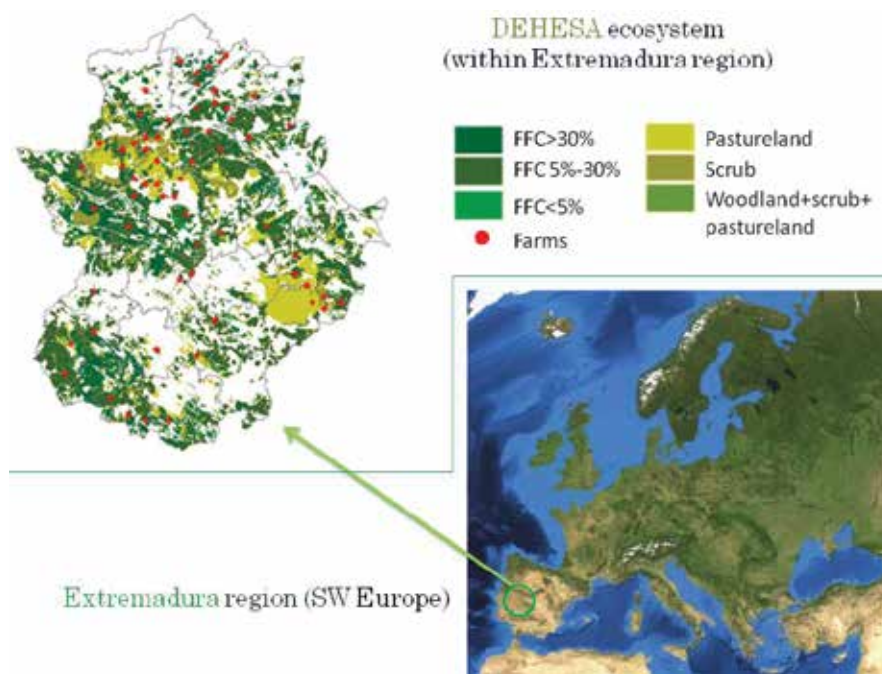 DEHESA ecosystem
(within Extremadura region)
FFC>30%
FFC 5%-30%
FFC<5%
Farms
Pastureland
Scrub
Woodland+scrub+
pastureland
Extremadura region (SW Europe)